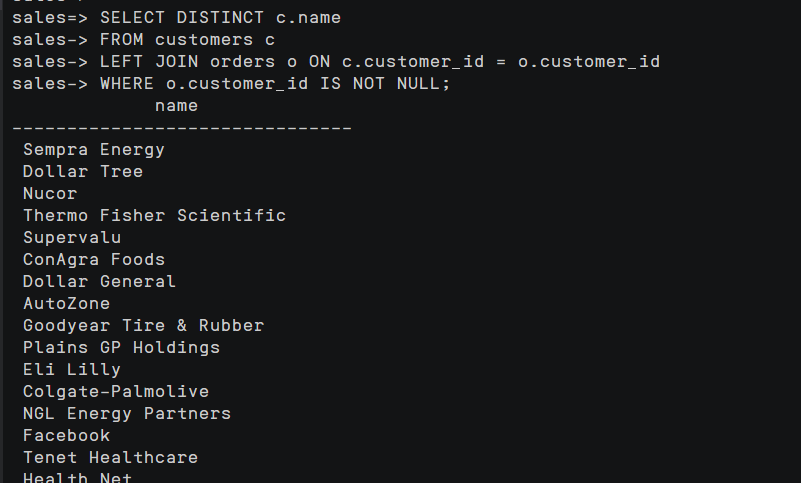 sales=> SELECT DISTINCT c.name
sales-> FROM customers c
sales-> LEFT JOIN orders o ON c.customer_id = o.customer_id
sales-> WHERE o.customer_id IS NOT NULL;
name
-------------------------------
Sempra Energy
Dollar Tree
Nucor
Thermo Fisher Scientific
Supervalu
ConAgra Foods
Dollar General
AutoZone
Goodyear Tire & Rubber
Plains GP Holdings
Eli Lilly
Colgate-Palmolive
NGL Energy Partners
Facebook
Tenet Healthcare
Health Net